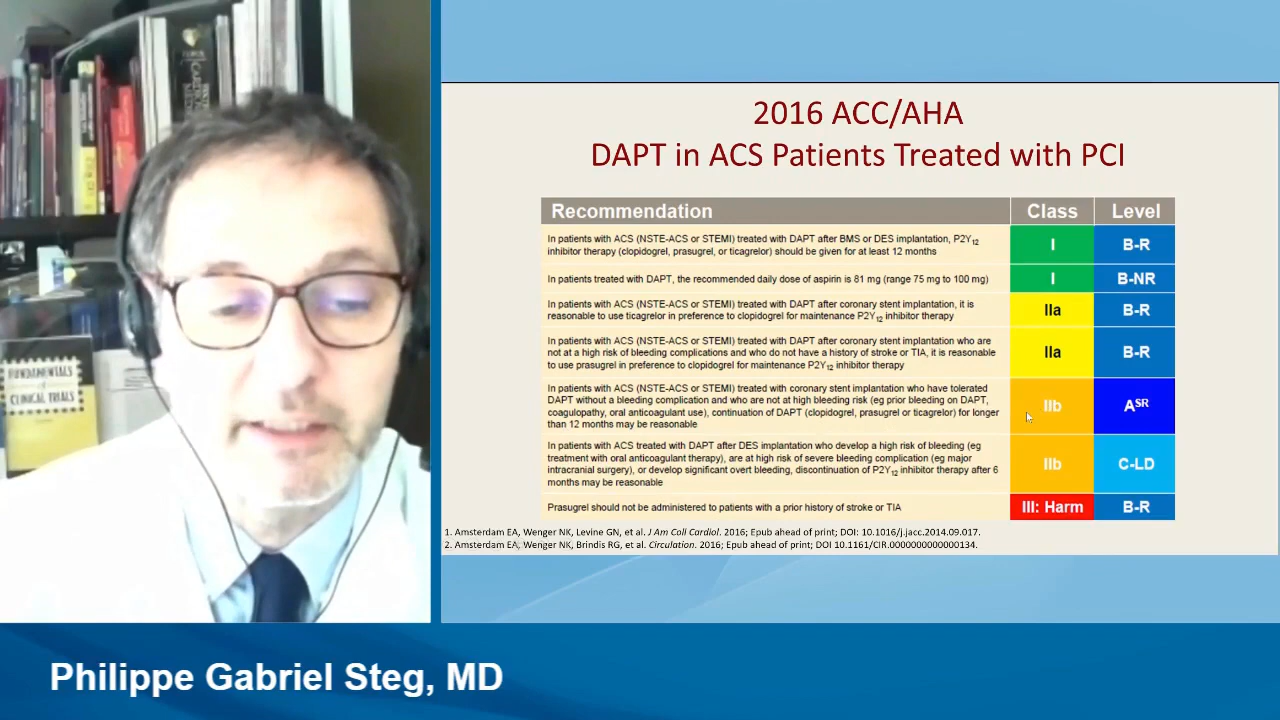 2016 ACC/AHA
DAPT in ACS Patients Treated with PCI
Recommendation Class Level
In patients with ACS (NSTE-ACS or STEMI) treated with DAPT after BMS or DES implantation, P2Y12
inhibitor therapy (clopidogrel, prasugrel, or ticagrelor) should be given for at least 12 months
I B-R
In patients treated with DAPT, the recommended daily dose of aspirin is 81 mg (range 75 mg to 100 mg)
I B-NR
In patients with ACS (NSTE-ACS or STEMI) treated with DAPT after coronary stent implantation, it is
reasonable to use ticagrelor in preference to clopidogrel for maintenance P2Y12 inhibitor therapy
IIa B-R
In patients with ACS (NSTE-ACS or STEMI) treated with DAPT after coronary stent implantation who are
not at a high risk of bleeding complications and who do not have a history of stroke or TIA, it is reasonable
to use prasugrel in preference to clopidogrel for maintenance P2Y12 inhibitor therapy
IIa B-R
In patients with ACS (NSTE-ACS or STEMI) treated with coronary stent implantation who have tolerated
DAPT without a bleeding complication and who are not at high bleeding risk (eg prior bleeding on DAPT,
coagulopathy, oral anticoagulant use), continuation of DAPT (clopidogrel, prasugrel or ticagrelor) for longer
than 12 months may be reasonable
IIb ASR
In patients with ACS treated with DAPT after DES implantation who develop a high risk of bleeding (eg
treatment with oral anticoagulant therapy), are at high risk of severe bleeding complication (eg major
intracranial surgery), or develop significant overt bleeding, discontinuation of P2Y12 inhibitor therapy after 6
months may be reasonable
IIb C-LD
Prasugrel should not be administered to patients with a prior history of stroke or TIA
III: Harm B-R
1. Amsterdam EA, Wenger NK, Levine GN, et al. J Am Coll Cardiol. 2016; Epub ahead of print; DOI: 10.1016/j.jacc.2014.09.017.
2. Amsterdam EA, Wenger NK, Brindis RG, et al. Circulation. 2016; Epub ahead of print; DOI 10.1161/CIR.0000000000000134.
FUNDAMENTALS
of
CLINICAL TRIALS
Philippe Gabriel Steg, MD